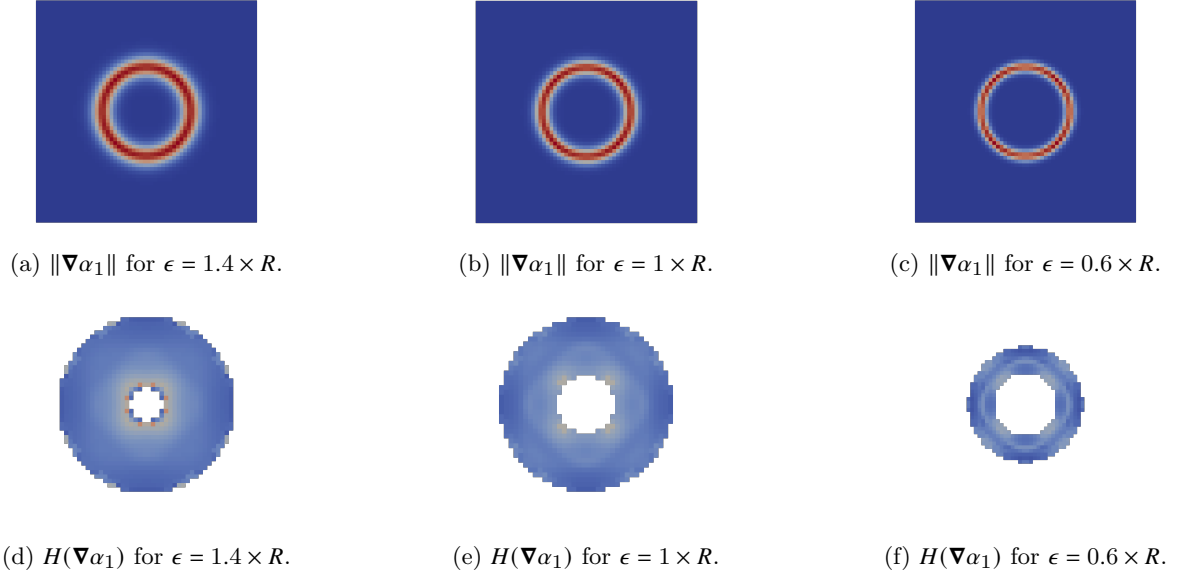 (a) ‖∇α₁‖ for ϵ = 1.4 × R.
(b) ‖∇α₁‖ for ϵ = 1 × R.
(c) ‖∇α₁‖ for ϵ = 0.6 × R.
(d) H(∇α₁) for ϵ = 1.4 × R.
(e) H(∇α₁) for ϵ = 1 × R.
(f) H(∇α₁) for ϵ = 0.6 × R.